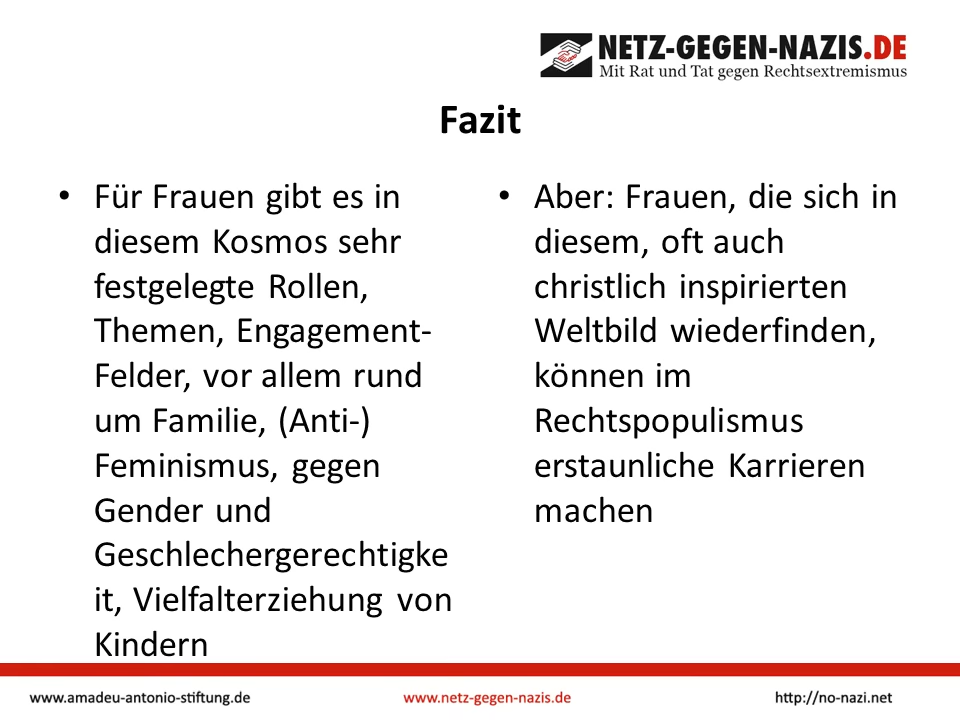 NETZ-GEGEN-NAZIS.DE
Mit Rat und Tat gegen Rechtsextremismus
Fazit
• Für Frauen gibt es in
diesem Kosmos sehr
festgelegte Rollen,
Themen, Engagement-
Felder, vor allem rund
um Familie, (Anti-)
Feminismus, gegen
Gender und
Geschlechergerechtigke
it, Vielfalterziehung von
Kindern
• Aber: Frauen, die sich in
diesem, oft auch
christlich inspirierten
Weltbild wiederfinden,
können im
Rechtspopulismus
erstaunliche Karrieren
machen
www.amadeu-antonio-stiftung.de
www.netz-gegen-nazis.de
http://no-nazi.net